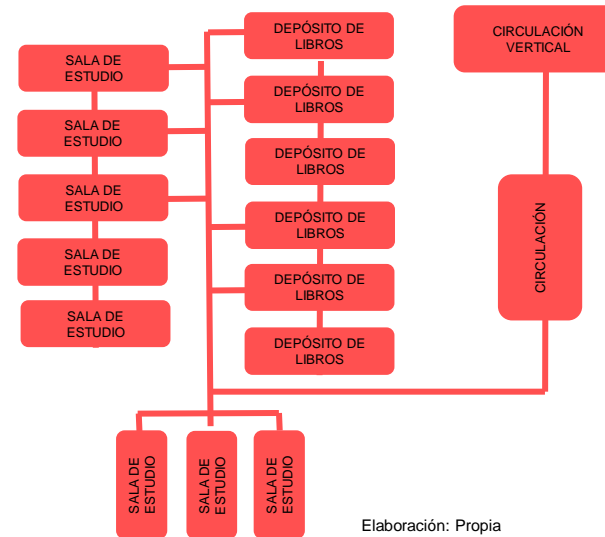 SALA DE
ESTUDIO
SALA DE
ESTUDIO
SALA DE
ESTUDIO
SALA DE
ESTUDIO
SALA DE
ESTUDIO
DEPÓSITO DE
LIBROS
DEPÓSITO DE
LIBROS
DEPÓSITO DE
LIBROS
DEPÓSITO DE
LIBROS
DEPÓSITO DE
LIBROS
DEPÓSITO DE
LIBROS
CIRCULACIÓN
VERTICAL
CIRCULACIÓN
SALA DE
ESTUDIO
SALA DE
ESTUDIO
SALA DE
ESTUDIO
Elaboración: Propia